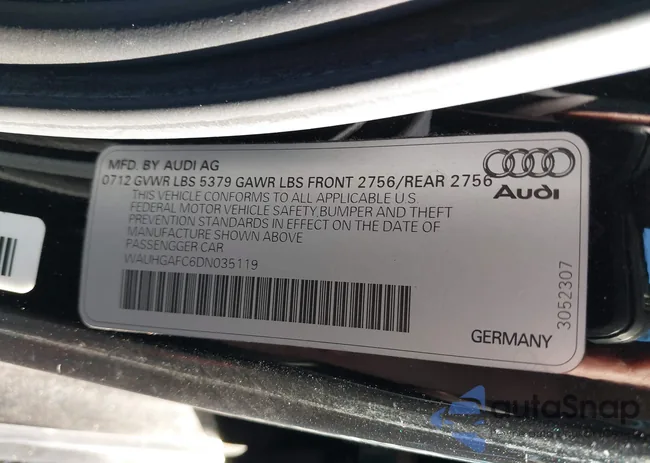 MFD. BY AUDI AG
0712 GVWR LBS 5379 GAWR LBS FRONT 2756/REAR 2756
THIS VEHICLE CONFORMS TO ALL APPLICABLE U.S
FEDERAL MOTOR VEHICLE SAFETY,BUMPER AND THEFT
PREVENTION STANDARDS IN EFFECT ON THE DATE OF
MANUFACTURE SHOWN ABOVE
PASSENGGER CAR
WAUHGAFC6DN035119
Audi
GERMANY
3052307
autaSnap